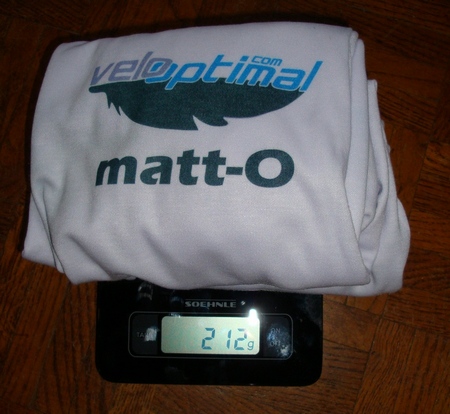 velooptimal
.com
matt-O
SOEHNLE
212g